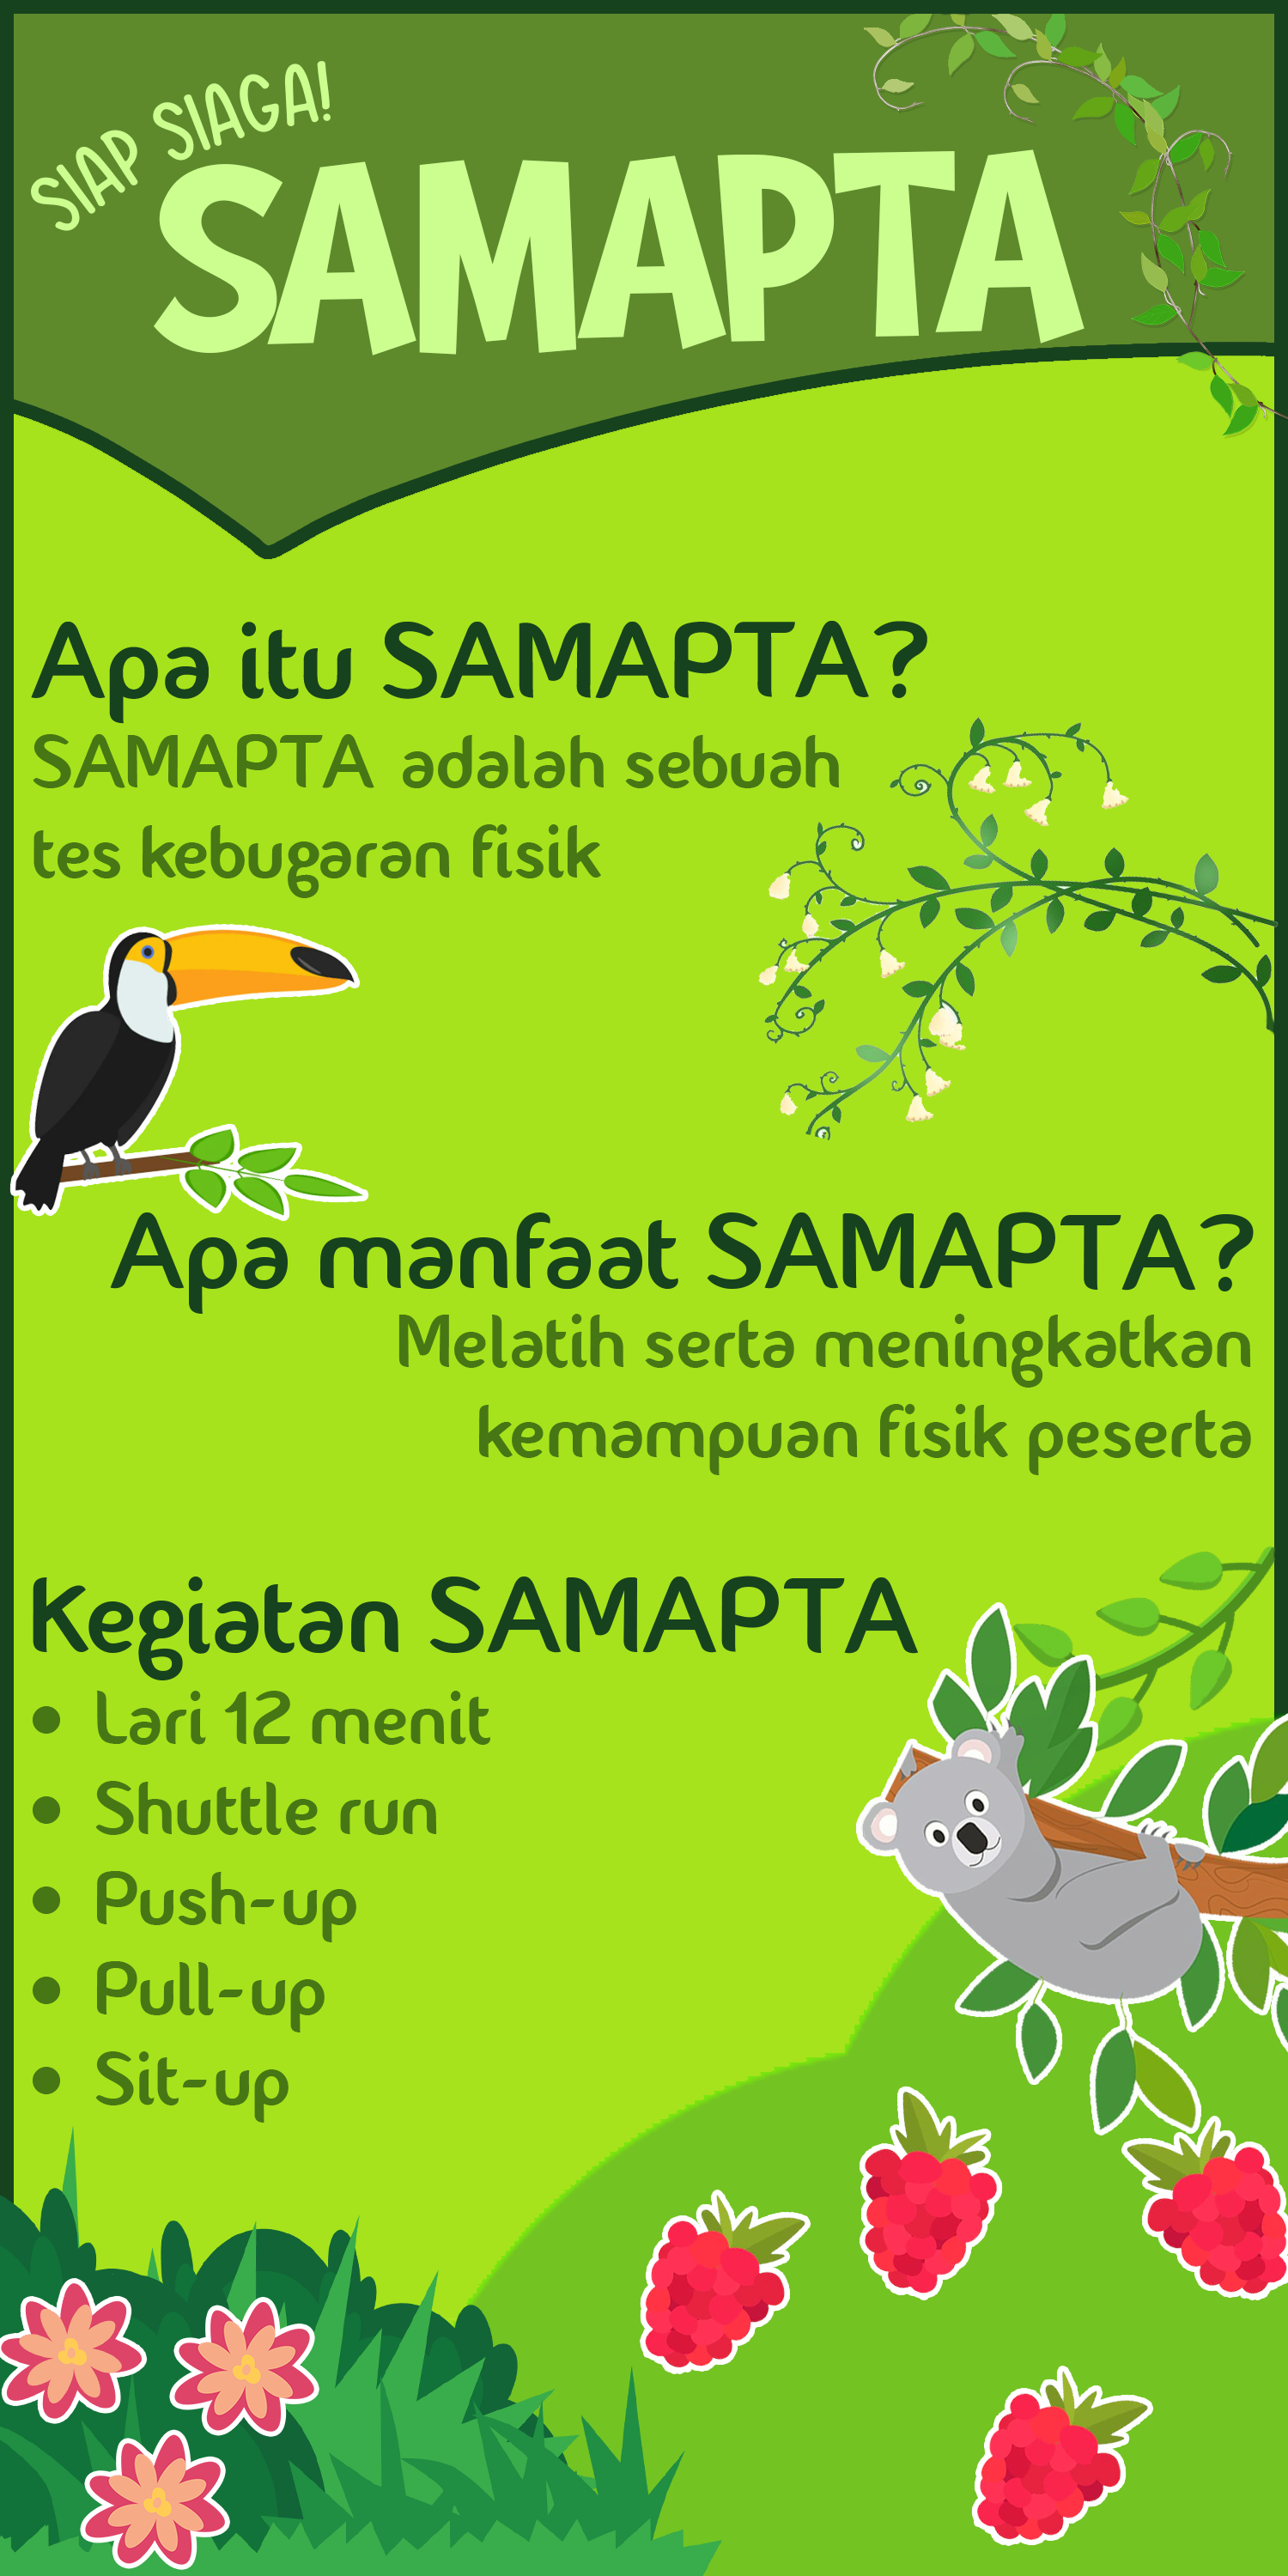 SIAP SIAGA!
SAMAPTA
Apa itu SAMAPTA?
SAMAPTA adalah sebuah
tes kebugaran fisik
Apa manfaat SAMAPTA?
Melatih serta meningkatkan
kemampuan fisik peserta
Kegiatan SAMAPTA
• Lari 12 menit
• Shuttle run
• Push-up
• Pull-up
• Sit-up